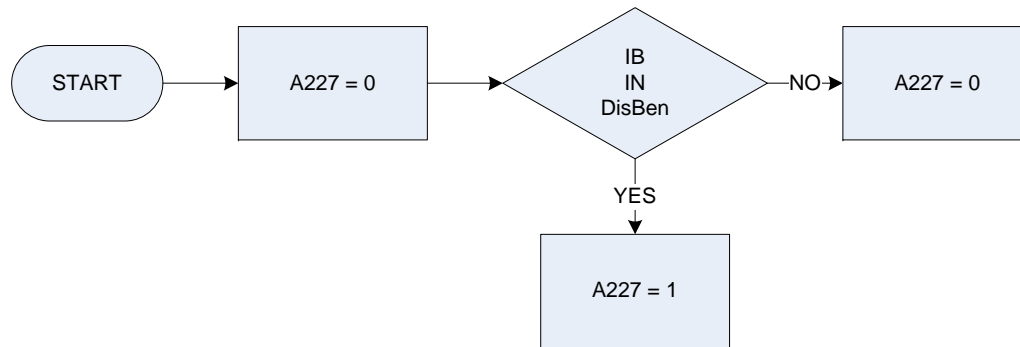 START
A227 = 0
IB
IN
DisBen
NO
A227 = 0
YES
A227 = 1